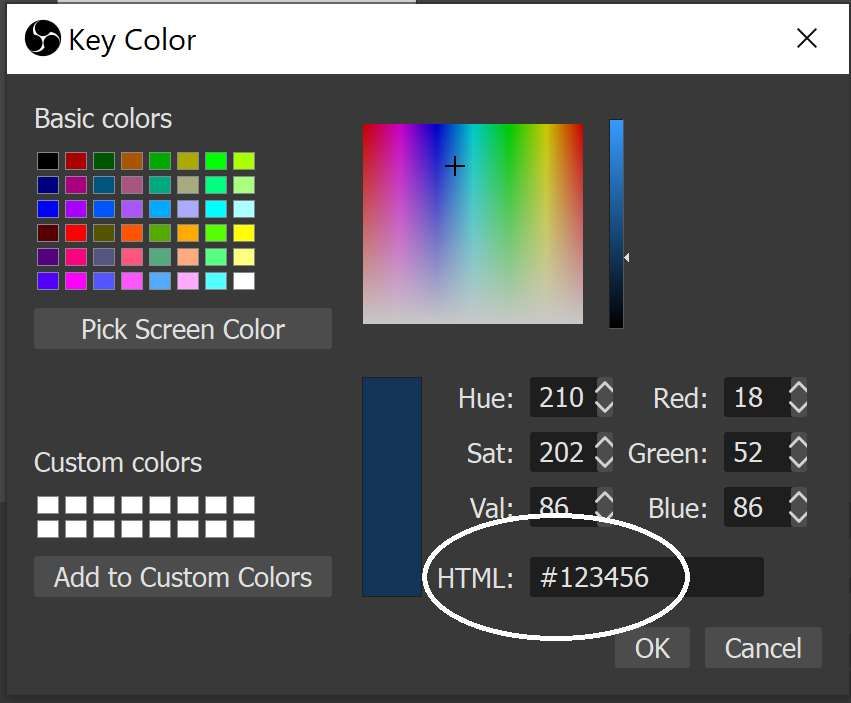 Key Color
Basic colors
Pick Screen Color
Custom colors
Add to Custom Colors
Hue: 210 Red: 18
Sat: 202 Green: 52
Val: 86 Blue: 86
HTML: #123456
OK Cancel